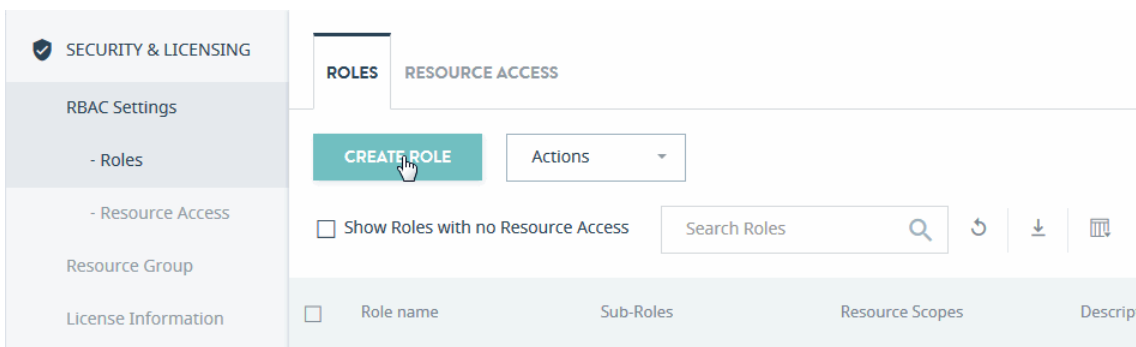 SECURITY & LICENSING
RBAC Settings
- Roles
- Resource Access
Resource Group
License Information
ROLES RESOURCE ACCESS
CREATE ROLE Actions
Show Roles with no Resource Access Search Roles
Role name Sub-Roles Resource Scopes Descrip